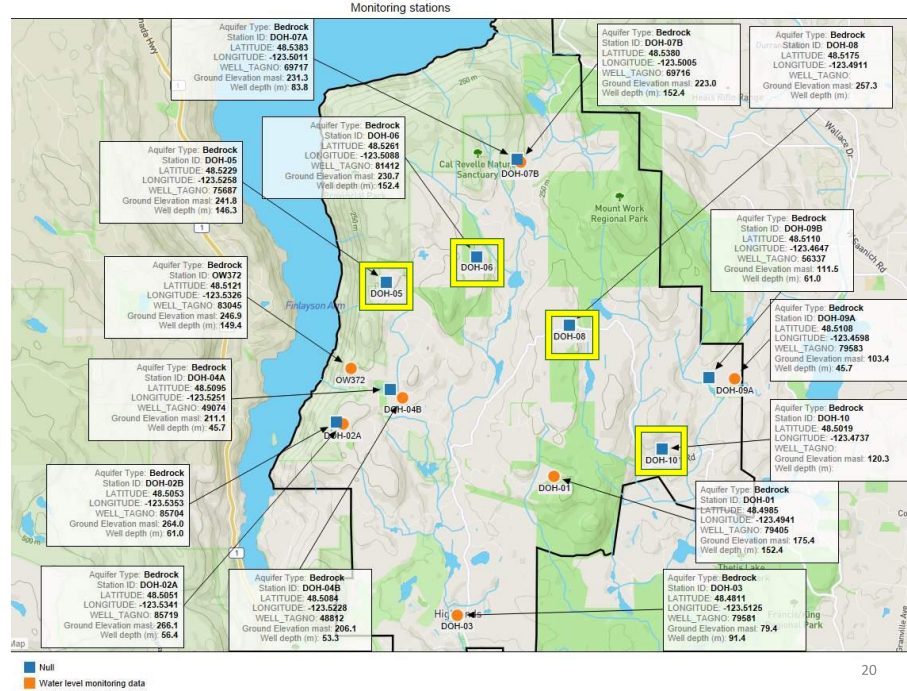 Monitoring stations
Aquifer Type: Bedrock
Station ID: DOH-07A
LATITUDE: 48.5383
LONGITUDE: -123.5011
WELL_TAGNO: 69717
Ground Elevation masl: 231.3
Well depth (m): 83.8
Aquifer Type: Bedrock
Station ID: DOH-07B
LATITUDE: 48.5380
LONGITUDE: -123.5005
WELL_TAGNO: 69716
Ground Elevation masl: 223.0
Well depth (m): 152.4
Aquifer Type: Bedrock
Station ID: DOH-08
LATITUDE: 48.5175
LONGITUDE: -123.4911
WELL_TAGNO:
Ground Elevation masl: 257.3
Well depth (m):
Aquifer Type: Bedrock
Station ID: DOH-06
LATITUDE: 48.5261
LONGITUDE: -123.5088
WELL_TAGNO: 81412
Ground Elevation masl: 230.7
Well depth (m): 152.4
Aquifer Type: Bedrock
Station ID: DOH-05
LATITUDE: 48.5229
LONGITUDE: -123.5258
WELL_TAGNO: 75687
Ground Elevation masl: 241.8
Well depth (m): 146.3
Aquifer Type: Bedrock
Station ID: DOH-09B
LATITUDE: 48.5110
LONGITUDE: -123.4647
WELL_TAGNO: 56337
Ground Elevation masl: 111.5
Well depth (m): 61.0
Aquifer Type: Bedrock
Station ID: OW372
LATITUDE: 48.5121
LONGITUDE: -123.5326
WELL_TAGNO: 83045
Ground Elevation masl: 246.9
Well depth (m): 149.4
Aquifer Type: Bedrock
Station ID: DOH-09A
LATITUDE: 48.5108
LONGITUDE: -123.4598
WELL_TAGNO: 79583
Ground Elevation masl: 103.4
Well depth (m): 45.7
Aquifer Type: Bedrock
Station ID: DOH-04A
LATITUDE: 48.5095
LONGITUDE: -123.5251
WELL_TAGNO: 49074
Ground Elevation masl: 211.1
Well depth (m): 45.7
Aquifer Type: Bedrock
Station ID: DOH-10
LATITUDE: 48.5019
LONGITUDE: -123.4737
WELL_TAGNO:
Ground Elevation masl: 120.3
Well depth (m):
Aquifer Type: Bedrock
Station ID: DOH-02B
LATITUDE: 48.5053
LONGITUDE: -123.5353
WELL_TAGNO: 85704
Ground Elevation masl: 264.0
Well depth (m): 61.0
Aquifer Type: Bedrock
Station ID: DOH-01
LATITUDE: 48.4985
LONGITUDE: -123.4941
WELL_TAGNO: 79405
Ground Elevation masl: 175.4
Well depth (m): 152.4
Aquifer Type: Bedrock
Station ID: DOH-02A
LATITUDE: 48.5051
LONGITUDE: -123.5341
WELL_TAGNO: 85719
Ground Elevation masl: 266.1
Well depth (m): 56.4
Aquifer Type: Bedrock
Station ID: DOH-04B
LATITUDE: 48.5084
LONGITUDE: -123.5228
WELL_TAGNO: 48812
Ground Elevation masl: 206.1
Well depth (m): 53.3
Aquifer Type: Bedrock
Station ID: DOH-03
LATITUDE: 48.4811
LONGITUDE: -123.5125
WELL_TAGNO: 79581
Ground Elevation masl: 79.4
Well depth (m): 91.4
250 m
Wallace Dr
Cal Revelle Nature
Sanctuary
DOH-07B
250 m
Mount Work
Regional Park
250 m
W Saanich Rd
1
DOH-06
DOH-05
Finlayson Arm
DOH-08
OW372
DOH-09A
DOH-04B
DOH-02A
DOH-10
Rd
DOH-01
500 m
1
Thetis Lake
DOH-03
Granville Ave
Map
Null
Water level monitoring data
20